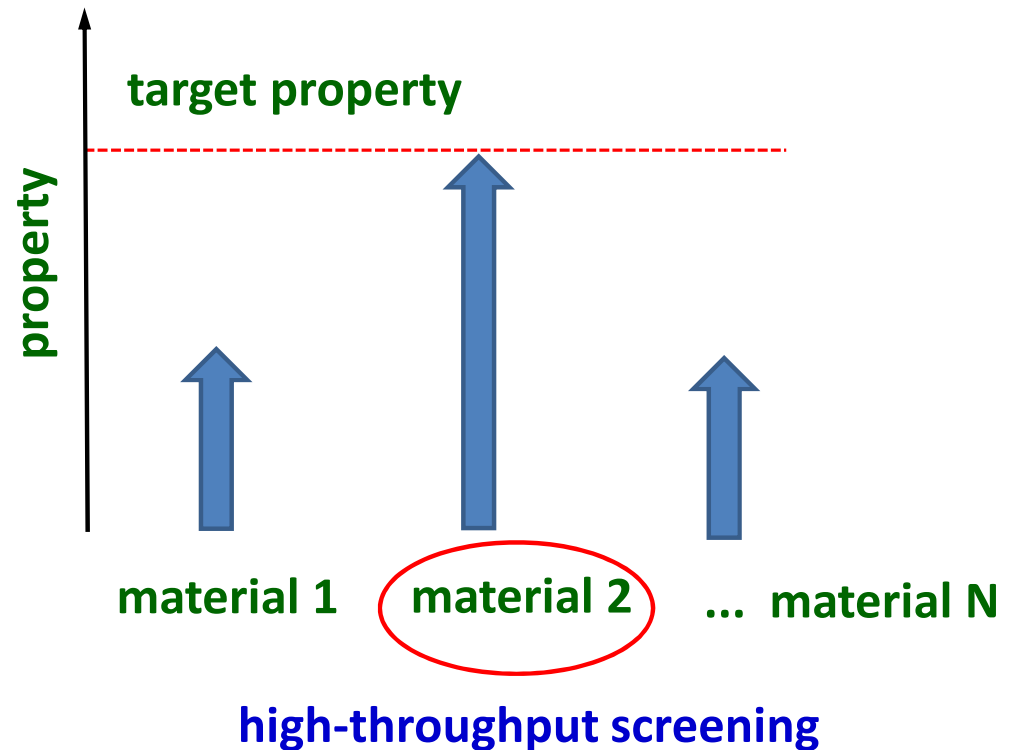 target property
property
material 1
material 2
... material N
high-throughput screening